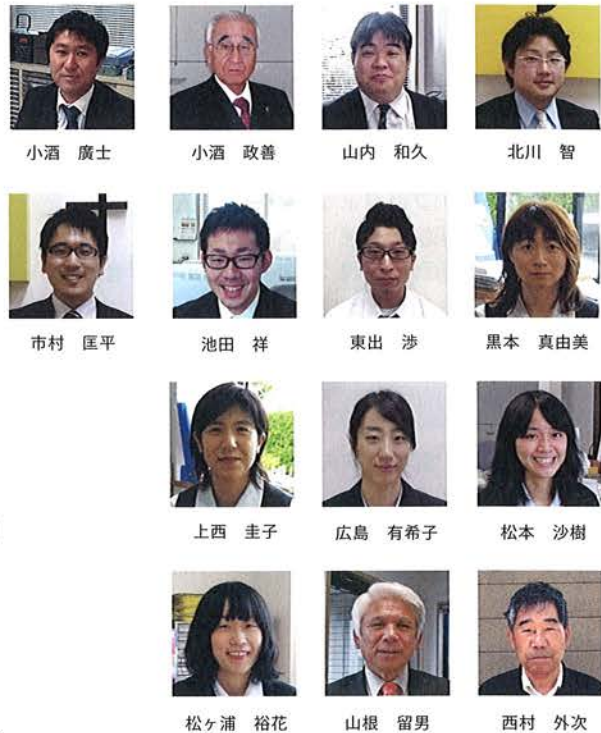 小酒 廣士
小酒 政善
山内 和久
北川 智
市村 匡平
池田 祥
東出 渉
黒本 真由美
上西 圭子
広島 有希子
松本 沙樹
松ヶ浦 裕花
山根 留男
西村 外次